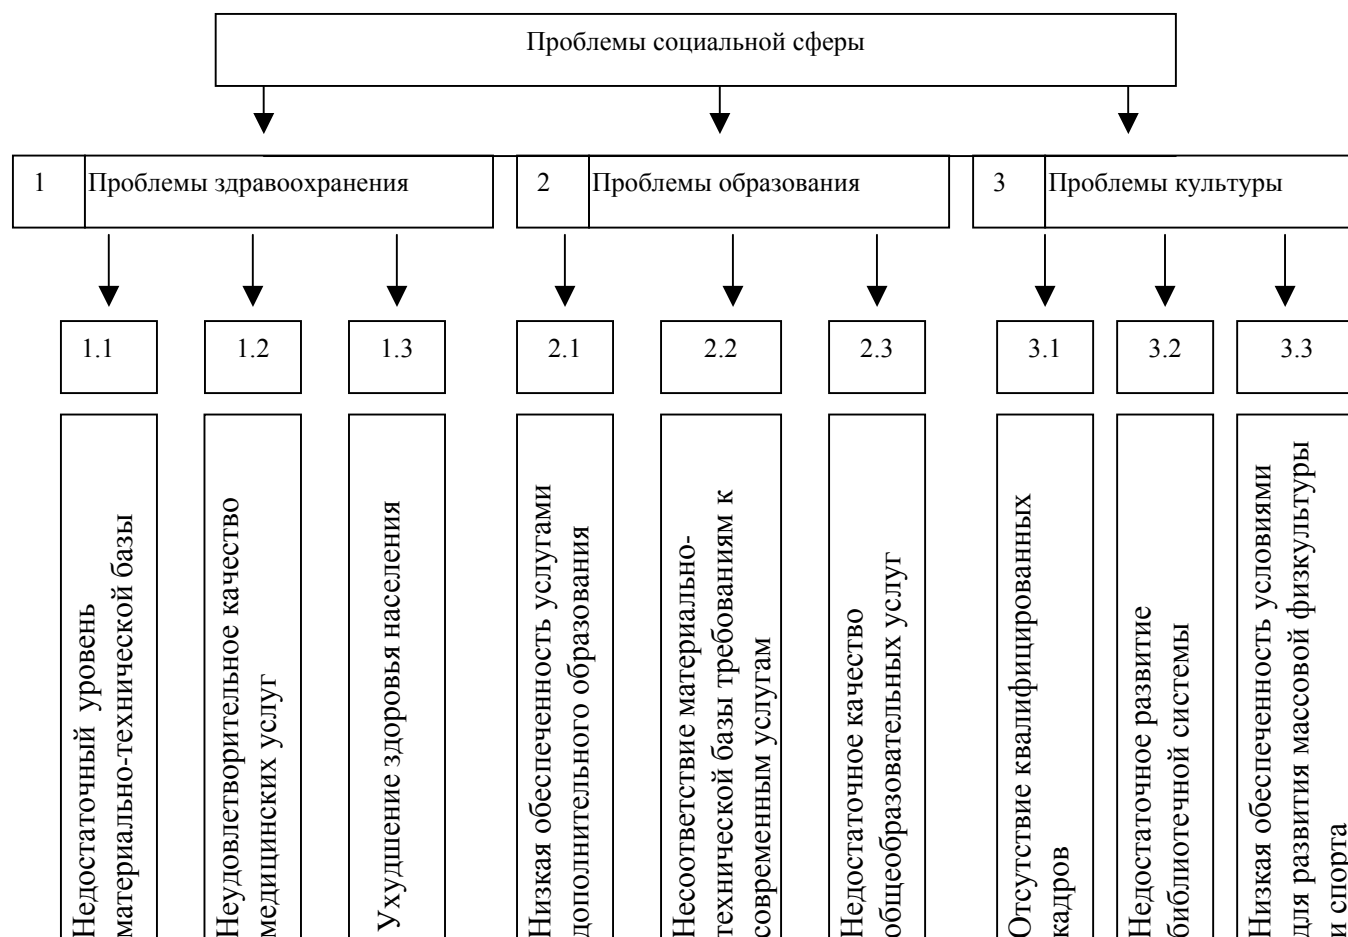 Проблемы социальной сферы
1
Проблемы здравоохранения
2
Проблемы образования
3
Проблемы культуры
1.1
1.2
1.3
2.1
2.2
2.3
3.1
3.2
3.3
Недостаточный уровень
материально-технической базы
Неудовлетворительное качество
медицинских услуг
Ухудшение здоровья населения
Низкая обеспеченность услугами
дополнительного образования
Несоответствие материально-
технической базы требованиям к
современным услугам
Недостаточное качество
общеобразовательных услуг
Отсутствие квалифицированных
кадров
Недостаточное развитие
библиотечной системы
Низкая обеспеченность условиями
для развития массовой физкультуры
и спорта